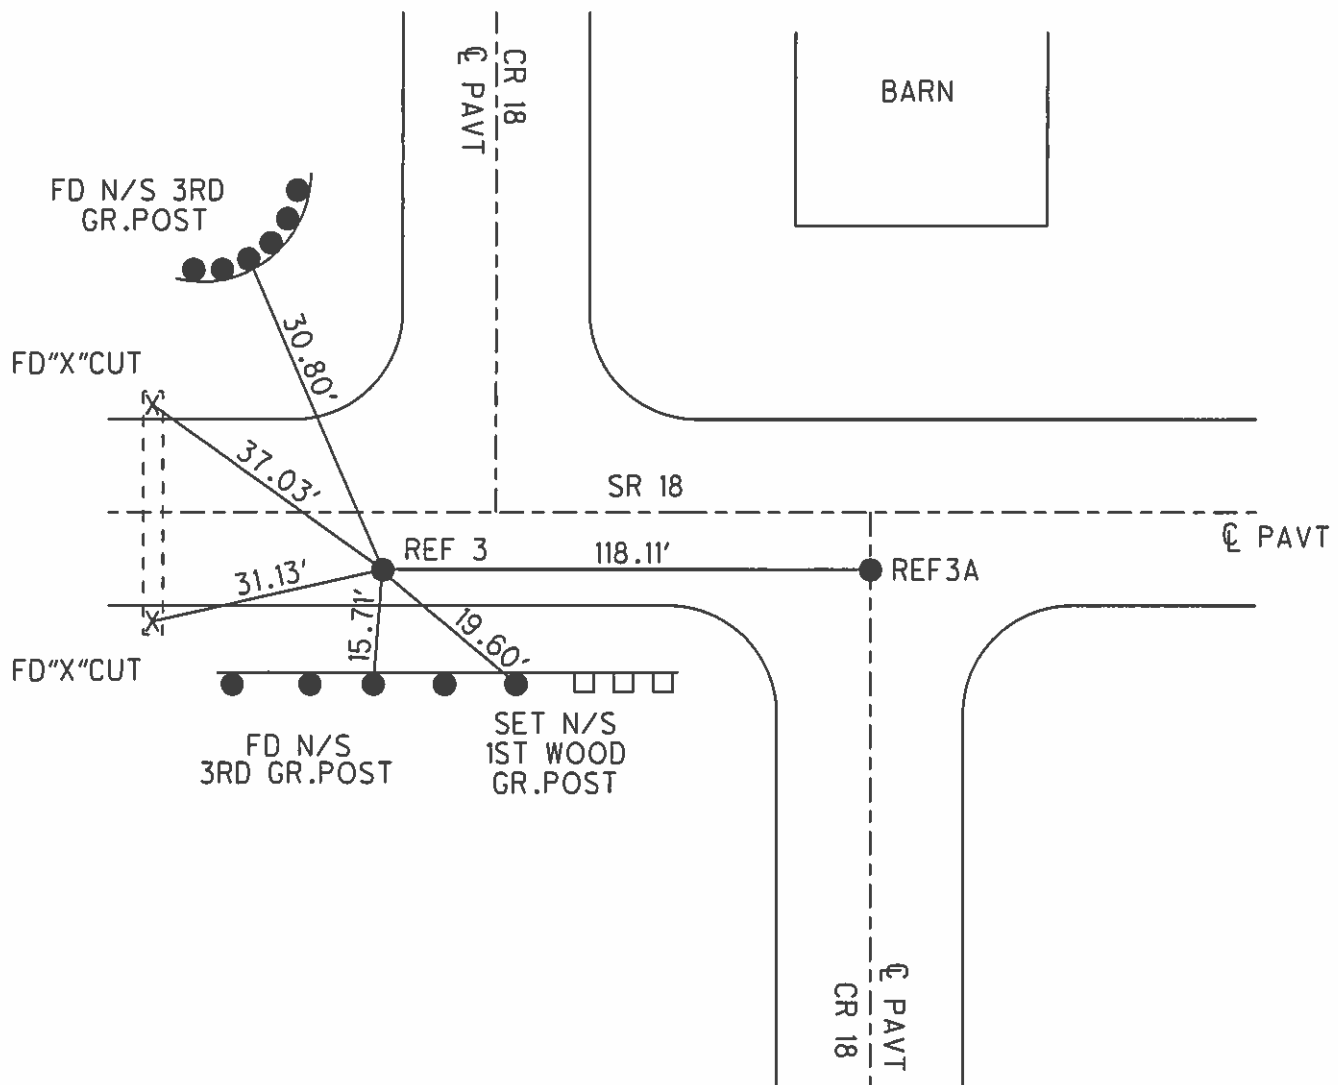 CR 18
℄ PAVT
BARN
FD N/S 3RD
GR.POST
30.80'
FD"X"CUT
37.03'
SR 18
℄ PAVT
REF 3
118.11'
REF3A
31.13'
15.71'
19.60'
FD"X"CUT
FD N/S
3RD GR.POST
SET N/S
1ST WOOD
GR.POST
℄ PAVT
CR 18